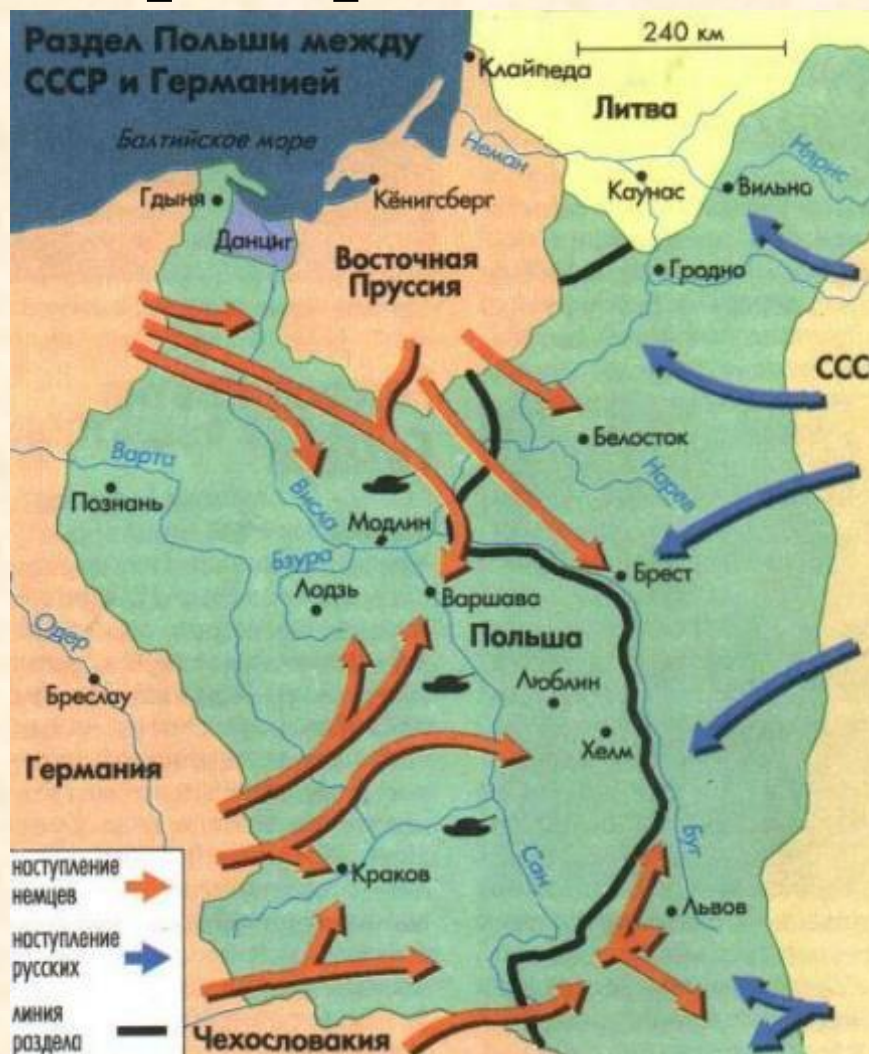 Раздел Польши между
СССР и Германией
240 км
Клайпеда
Литва
Балтийское море
Неман
Нярис
Каунас
Вильна
Гдыня
Кёнигсберг
Данциг
Восточная
Пруссия
Гродно
ССС
Белосток
Варта
Познань
Висла
Нарев
Модлин
Бзура
Брест
Лодзь
Варшава
Одер
Польша
Бреслау
Люблин
Хелм
Германия
Буг
наступление
немцев
Краков
Сан
Львов
наступление
русских
линия
раздела
Чехословакия